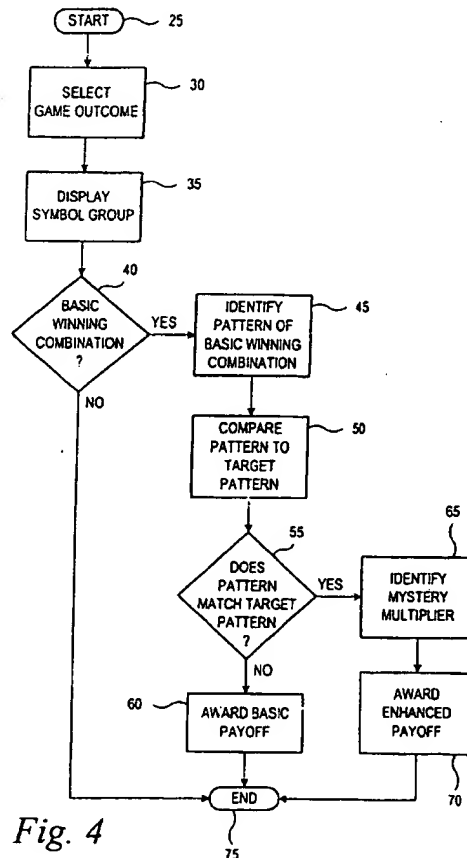 START
25
30
SELECT
GAME OUTCOME
35
DISPLAY
SYMBOL GROUP
40
BASIC
WINNING
COMBINATION
?
YES
NO
45
IDENTIFY
PATTERN OF
BASIC WINNING
COMBINATION
50
COMPARE
PATTERN TO
TARGET
PATTERN
55
DOES
PATTERN
MATCH TARGET
PATTERN
?
YES
NO
65
IDENTIFY
MYSTERY
MULTIPLIER
60
AWARD BASIC
PAYOFF
AWARD
ENHANCED
PAYOFF
70
END
75
Fig. 4